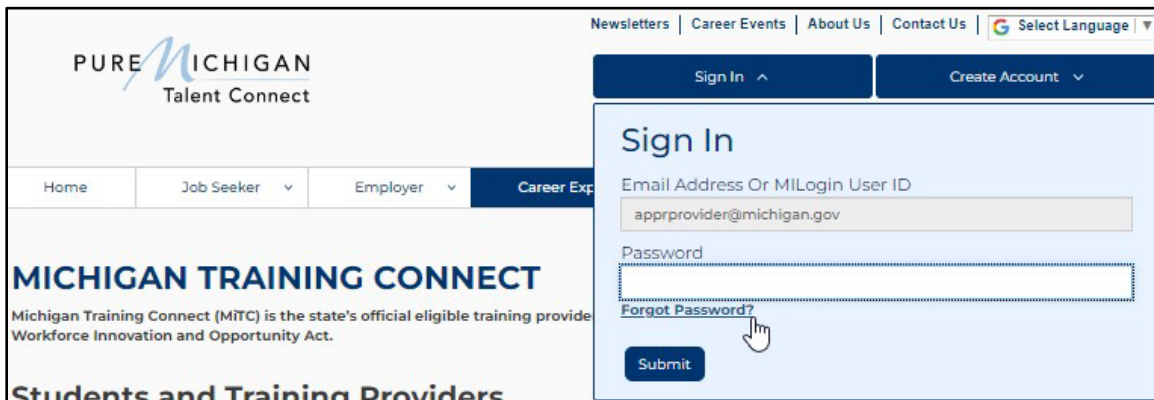 Newsletters | Career Events | About Us | Contact Us | G Select Language | ▼
PURE MICHIGAN
Talent Connect
Sign In
Create Account
Home
Job Seeker
Employer
Career Exp
Sign In
Email Address Or MILogin User ID
apprprovider@michigan.gov
Password
Forgot Password?
Submit
MICHIGAN TRAINING CONNECT
Michigan Training Connect (MiTC) is the state's official eligible training provide
Workforce Innovation and Opportunity Act.
Students and Training Providers